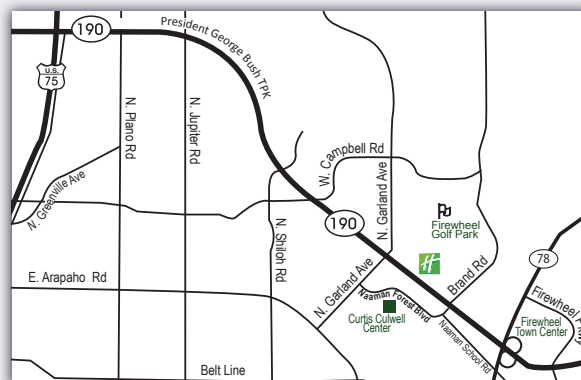 190
President George Bush TPK
U.S.
75
N. Plano Rd
N. Jupiter Rd
W. Campbell Rd
N. Garland Ave
N. Greenville Ave
N. Shiloh Rd
190
Firewheel
Golf Park
78
H
Brand Rd
E. Arapaho Rd
N. Garland Ave
Naaman Forest Blvd
Curtis Culwell
Center
Naaman School Rd
Firewheel
Firewheel
Town Center
Belt Line